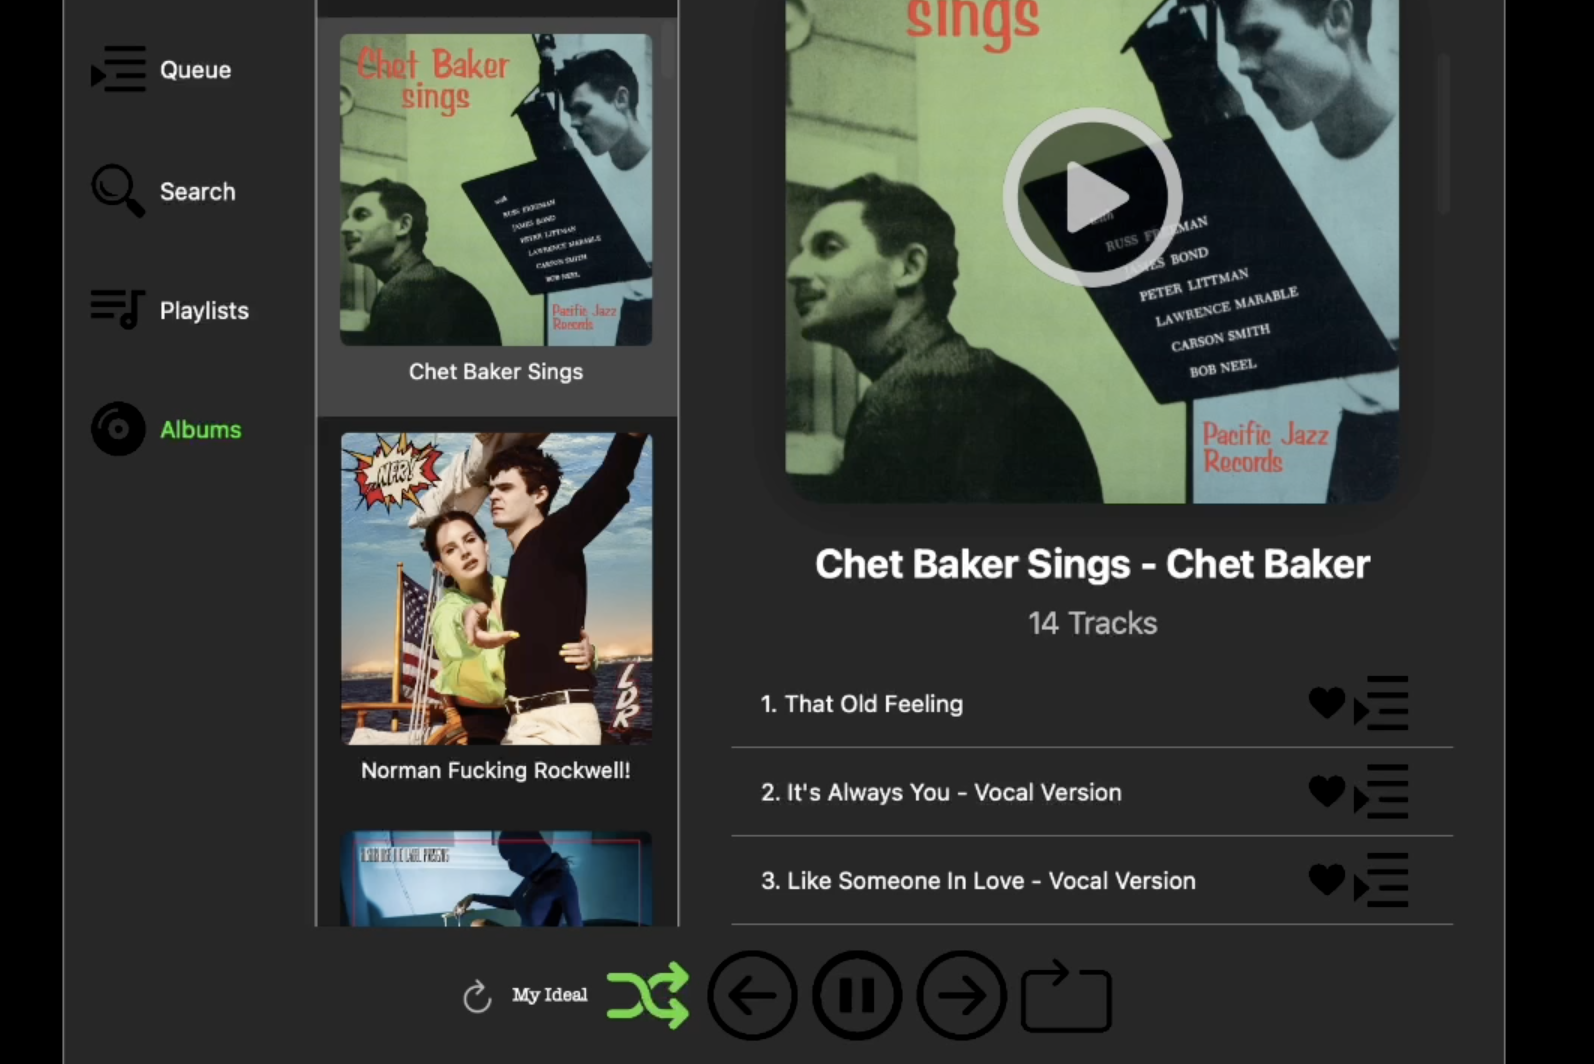 Queue
Search
Playlists
Albums
Chet Baker
sings
with
RUSS FREEMAN
JAMES BOND
PETER LITTMAN
LAWRENCE MARABLE
CARSON SMITH
BOB NEEL
Pacific Jazz
Records
Chet Baker Sings
NFR!
LDR
Norman Fucking Rockwell!
sings
with
RUSS FREEMAN
JAMES BOND
PETER LITTMAN
LAWRENCE MARABLE
CARSON SMITH
BOB NEEL
Pacific Jazz
Records
Chet Baker Sings - Chet Baker
14 Tracks
1. That Old Feeling
2. It's Always You - Vocal Version
3. Like Someone In Love - Vocal Version
My Ideal